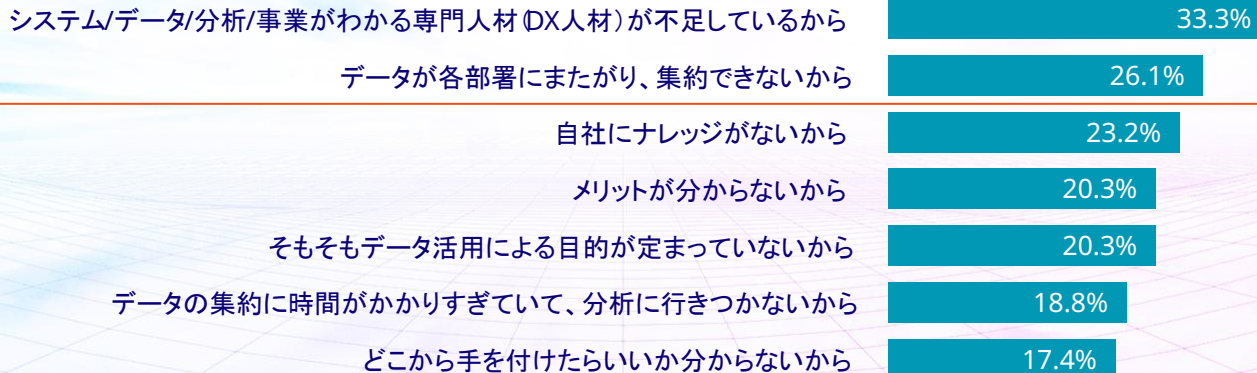 システム/データ/分析/事業がわかる専門人材(DX人材)が不足しているから 33.3%
データが各部署にまたがり、集約できないから 26.1%
自社にナレッジがないから 23.2%
メリットが分からないから 20.3%
そもそもデータ活用による目的が定まっていないから 20.3%
データの集約に時間がかかりすぎていて、分析に行きつかないから 18.8%
どこから手を付けたらいいか分からないから 17.4%